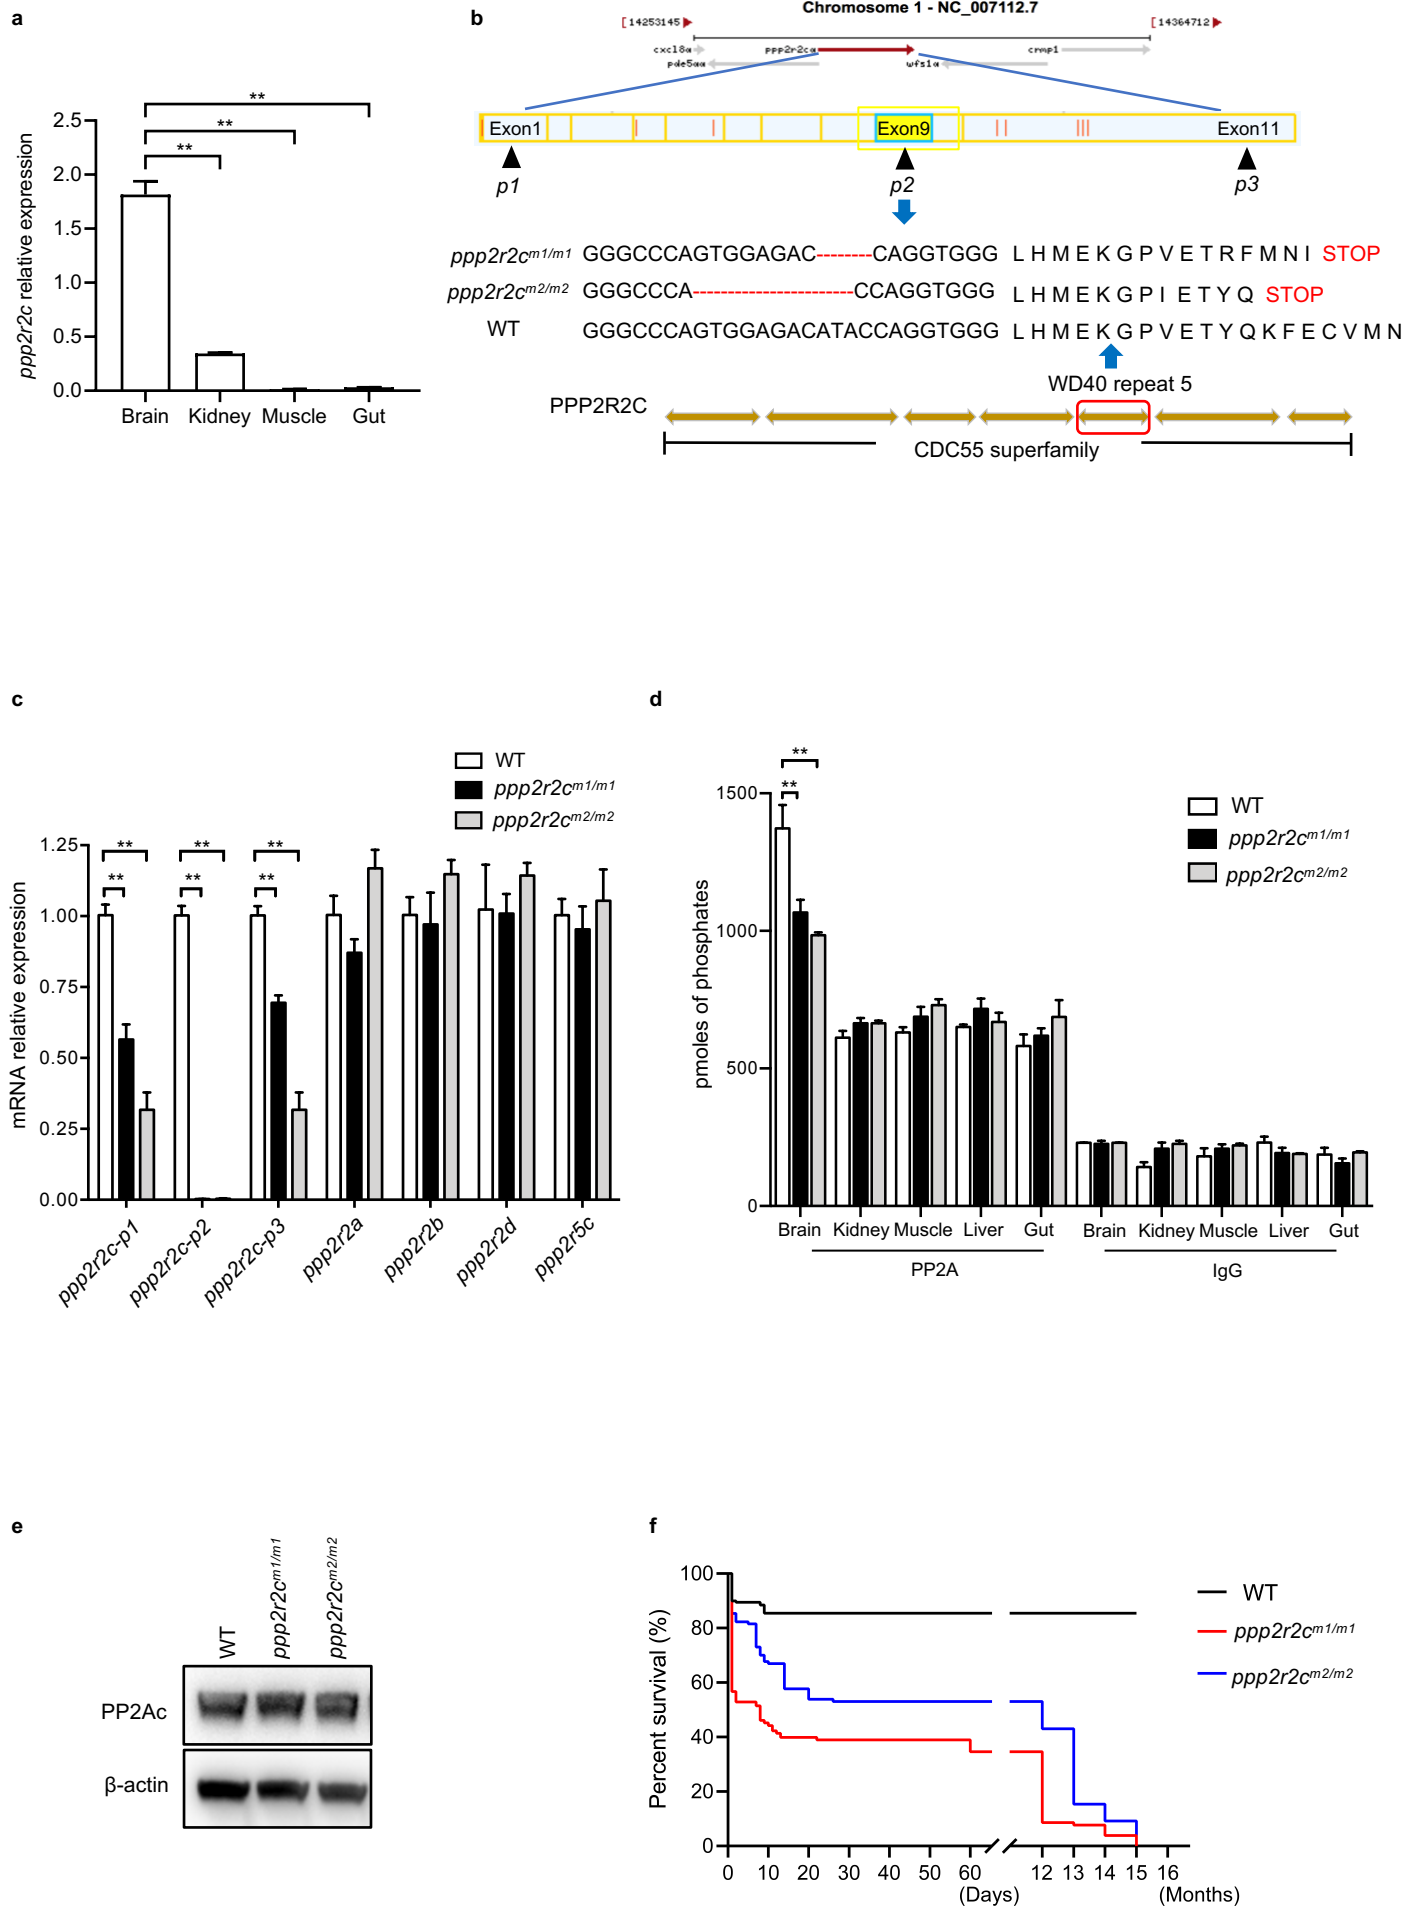 a
ppp2r2c relative expression
2.5
2.0
1.5
1.0
0.5
0.0
**
**
**
Brain Kidney Muscle Gut
b
Chromosome 1 - NC_007112.7
[14253145
[14364712
cxcl8a
ppp2r2ca
crmp1
pde5aa
wfs1a
Exon1
Exon9
Exon11
p1
p2
p3
ppp2r2cm1/m1 GGGCCCAGTGGAGAC--------CAGGTGGG L H M E K G P V E T R F M N I STOP
ppp2r2cm2/m2 GGGCCCA-----------------------CCAGGTGGG L H M E K G P I E T Y Q STOP
WT GGGCCCAGTGGAGACATACCAGGTGGG L H M E K G P V E T Y Q K F E C V M N
WD40 repeat 5
PPP2R2C
CDC55 superfamily
c
WT
ppp2r2cm1/m1
ppp2r2cm2/m2
mRNA relative expression
1.25
1.00
0.75
0.50
0.25
0.00
** ** **
** ** **
ppp2r2c-p1
ppp2r2c-p2
ppp2r2c-p3
ppp2r2a
ppp2r2b
ppp2r2d
ppp2r5c
d
WT
ppp2r2cm1/m1
ppp2r2cm2/m2
pmoles of phosphates
1500
1000
500
0
**
**
Brain Kidney Muscle Liver Gut Brain Kidney Muscle Liver Gut
PP2A IgG
e
WT
ppp2r2cm1/m1
ppp2r2cm2/m2
PP2Ac
β-actin
f
Percent survival (%)
100
80
60
40
20
0
WT
ppp2r2cm1/m1
ppp2r2cm2/m2
0 10 20 30 40 50 60 12 13 14 15 16
(Days) (Months)